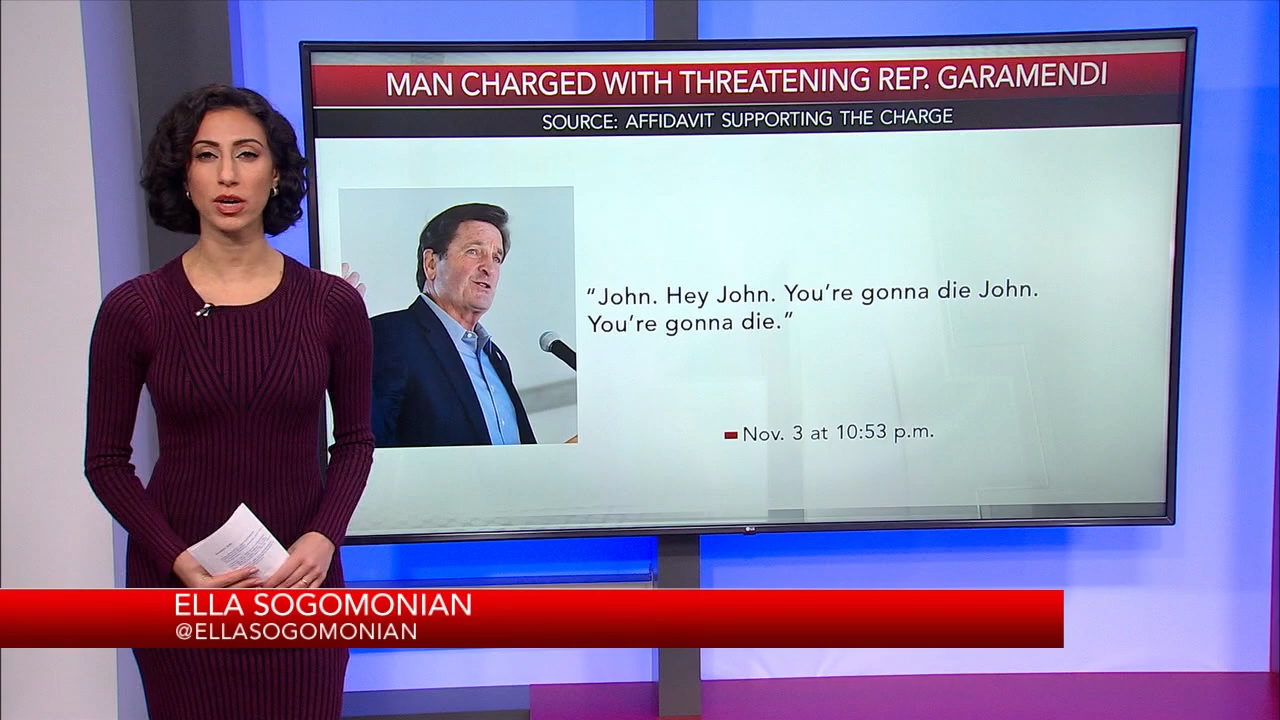 MAN CHARGED WITH THREATENING REP. GARAMENDI
SOURCE: AFFIDAVIT SUPPORTING THE CHARGE
“John. Hey John. You’re gonna die John.
You’re gonna die.”
Nov. 3 at 10:53 p.m.
LG
ELLA SOGOMONIAN
@ELLASOGOMONIAN